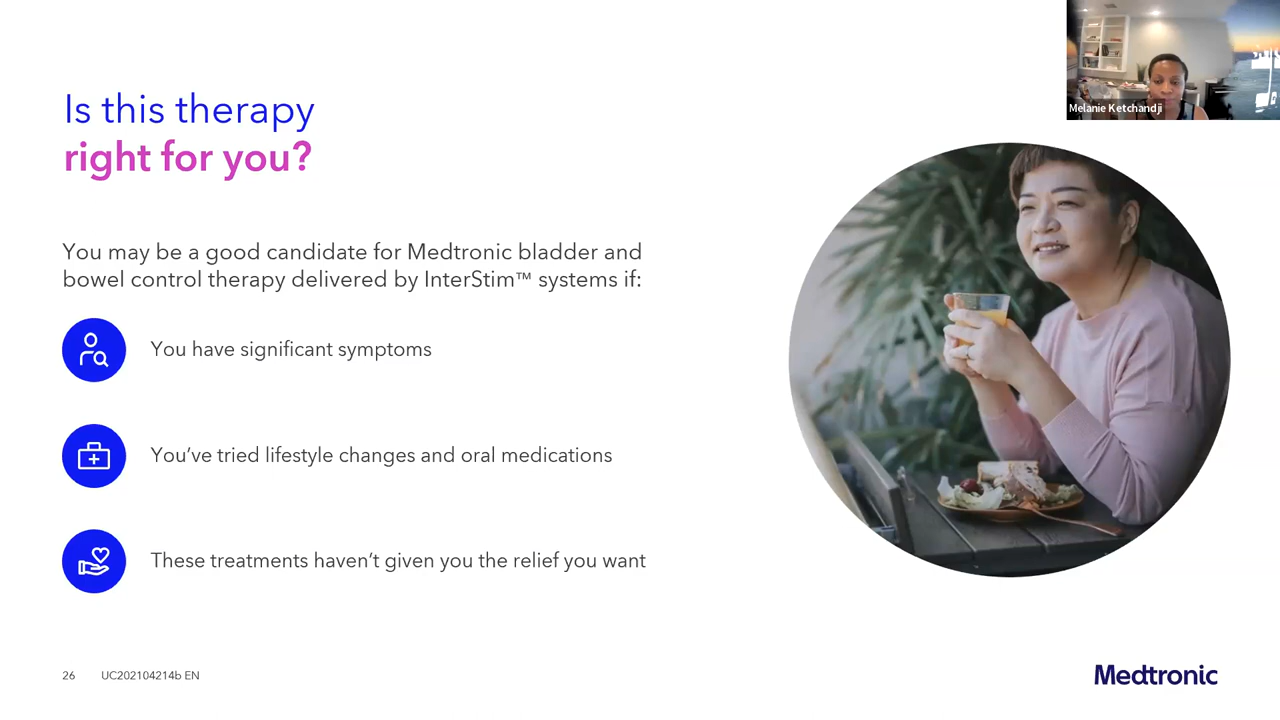 Melanie Ketchandji
Is this therapy
right for you?
You may be a good candidate for Medtronic bladder and
bowel control therapy delivered by InterStim™ systems if:
You have significant symptoms
You’ve tried lifestyle changes and oral medications
These treatments haven’t given you the relief you want
26 UC202104214b EN
Medtronic